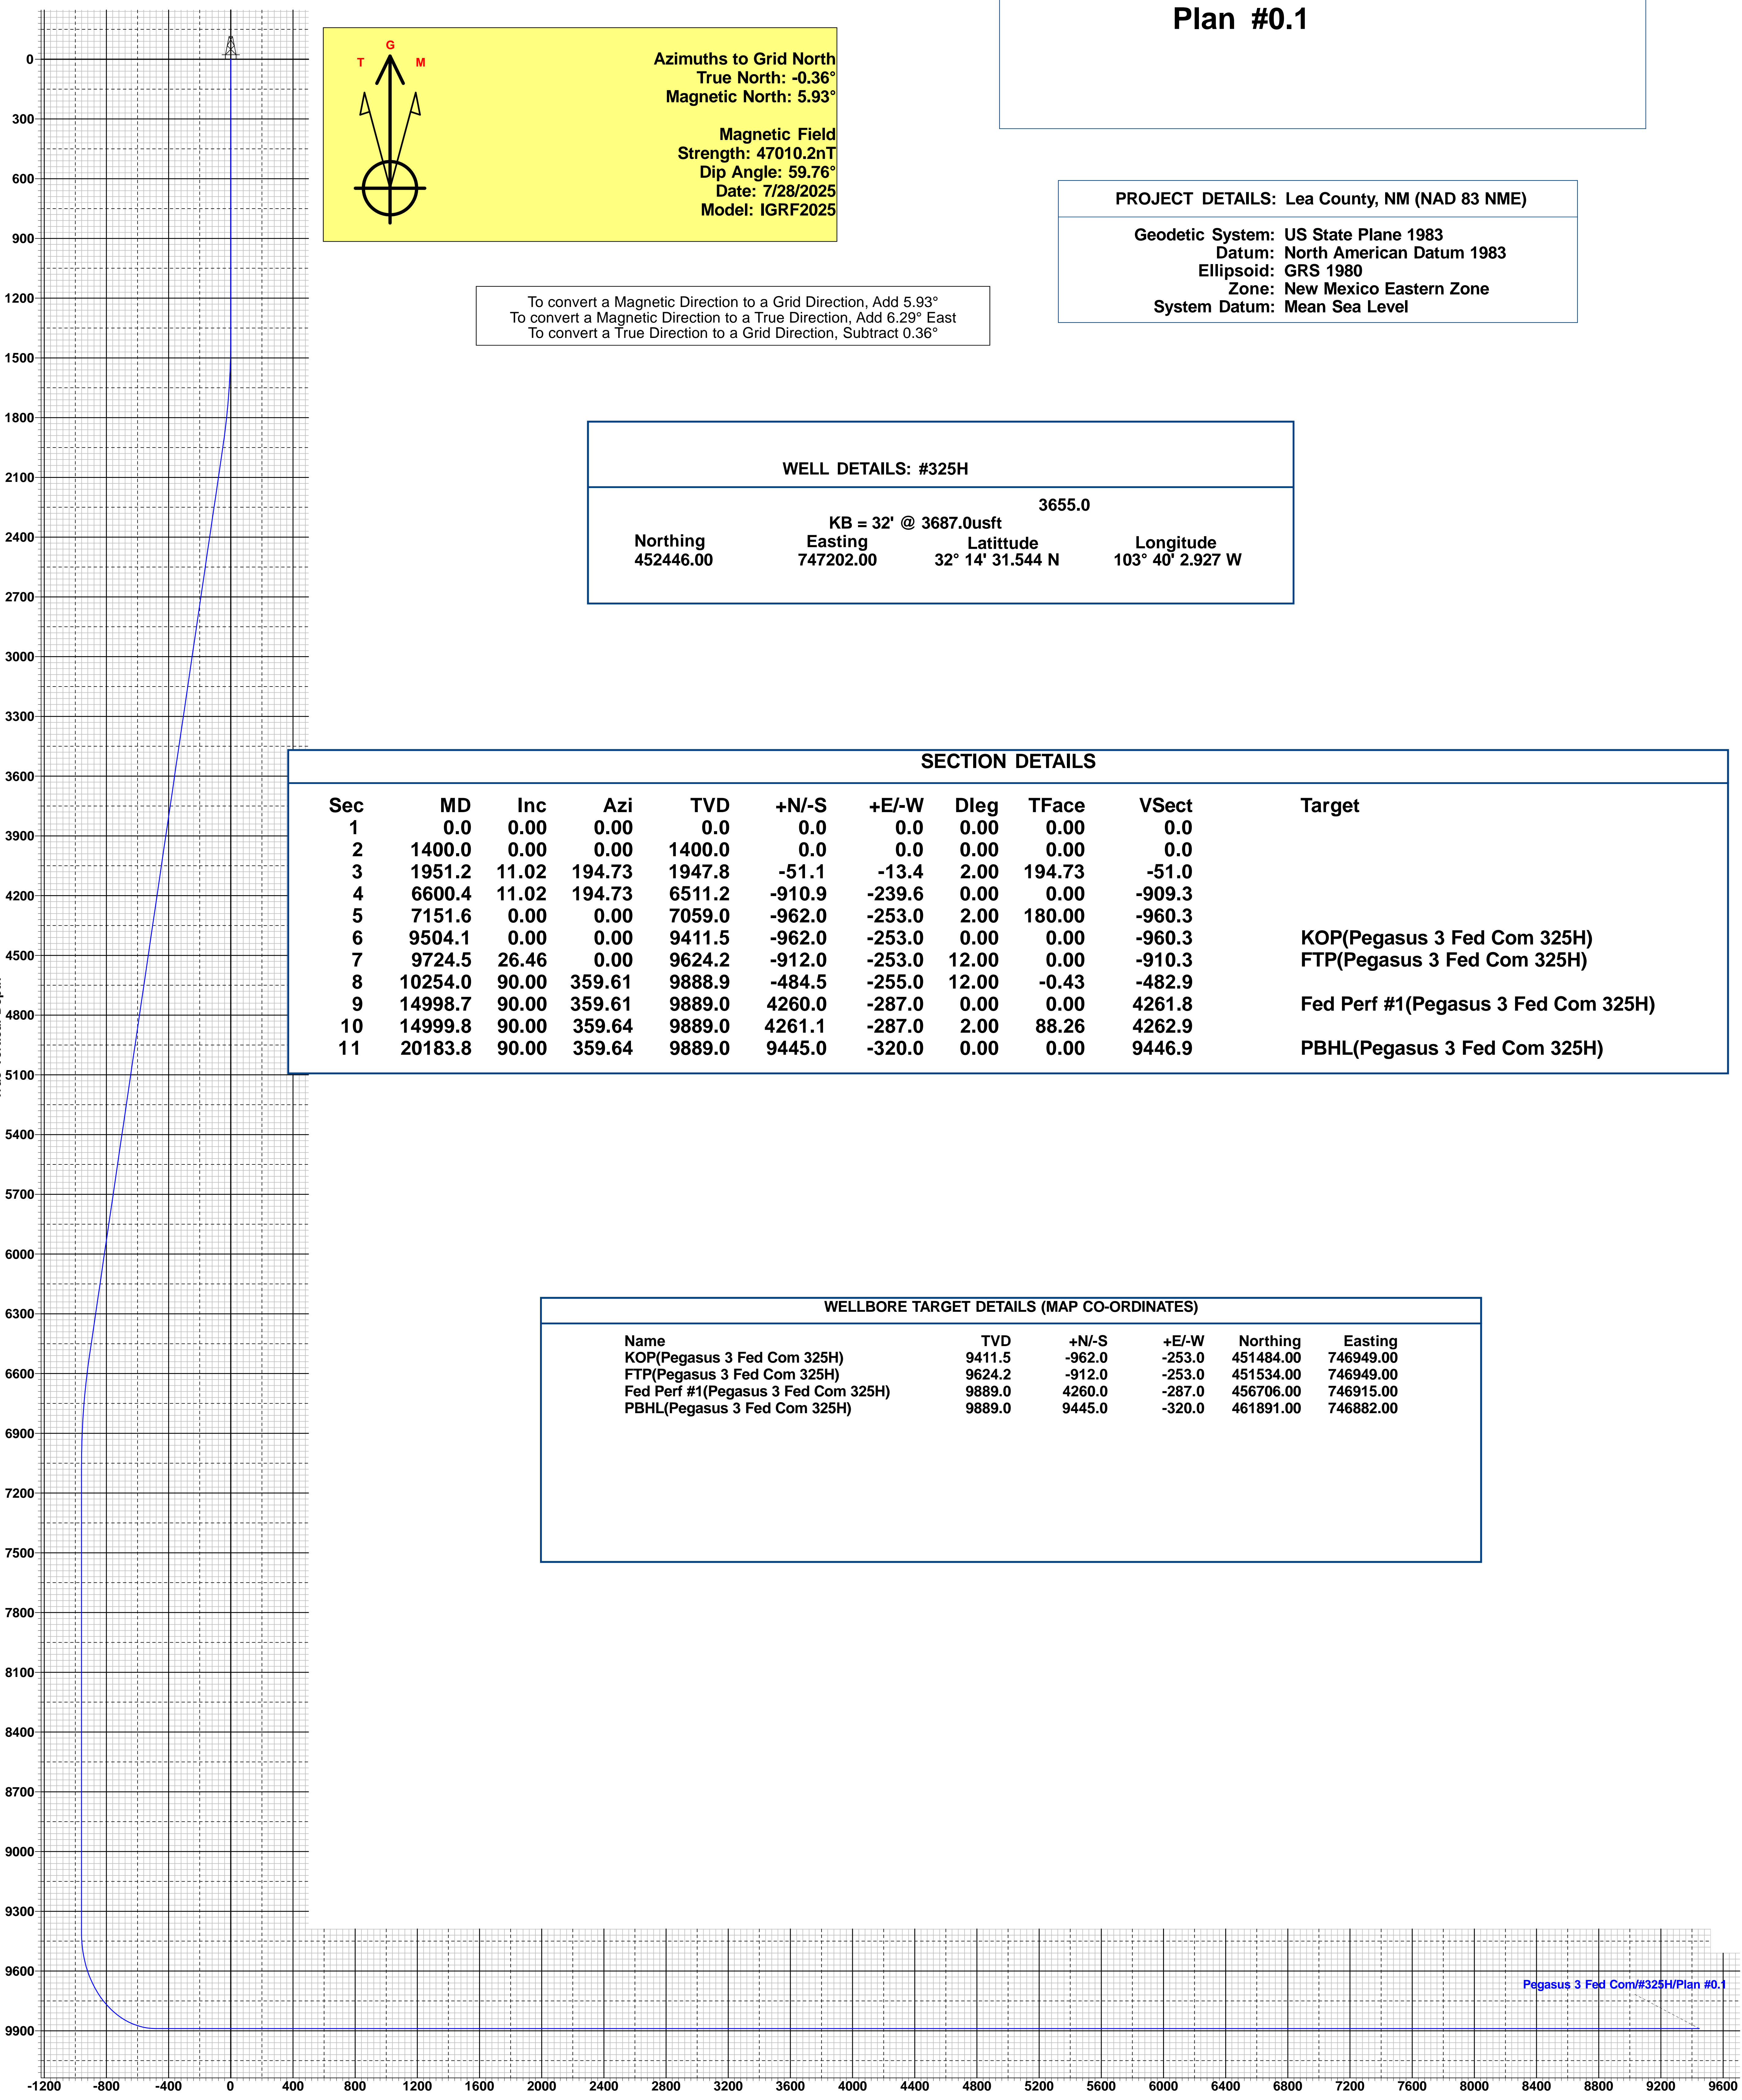 Plan #0.1
G
T M
Azimuths to Grid North
True North: -0.36°
Magnetic North: 5.93°
Magnetic Field
Strength: 47010.2nT
Dip Angle: 59.76°
Date: 7/28/2025
Model: IGRF2025
PROJECT DETAILS: Lea County, NM (NAD 83 NME)
Geodetic System: US State Plane 1983
Datum: North American Datum 1983
Ellipsoid: GRS 1980
Zone: New Mexico Eastern Zone
System Datum: Mean Sea Level
To convert a Magnetic Direction to a Grid Direction, Add 5.93°
To convert a Magnetic Direction to a True Direction, Add 6.29° East
To convert a True Direction to a Grid Direction, Subtract 0.36°
WELL DETAILS: #325H
3655.0
KB = 32' @ 3687.0usft
Northing Easting Latittude Longitude
452446.00 747202.00 32° 14' 31.544 N 103° 40' 2.927 W
SECTION DETAILS
Sec MD Inc Azi TVD +N/-S +E/-W Dleg TFace VSect Target
1 0.0 0.00 0.00 0.0 0.0 0.0 0.00 0.00 0.0
2 1400.0 0.00 0.00 1400.0 0.0 0.0 0.00 0.00 0.0
3 1951.2 11.02 194.73 1947.8 -51.1 -13.4 2.00 194.73 -51.0
4 6600.4 11.02 194.73 6511.2 -910.9 -239.6 0.00 0.00 -909.3
5 7151.6 0.00 0.00 7059.0 -962.0 -253.0 2.00 180.00 -960.3
6 9504.1 0.00 0.00 9411.5 -962.0 -253.0 0.00 0.00 -960.3 KOP(Pegasus 3 Fed Com 325H)
7 9724.5 26.46 0.00 9624.2 -912.0 -253.0 12.00 0.00 -910.3 FTP(Pegasus 3 Fed Com 325H)
8 10254.0 90.00 359.61 9888.9 -484.5 -255.0 12.00 -0.43 -482.9
9 14998.7 90.00 359.61 9889.0 4260.0 -287.0 0.00 0.00 4261.8 Fed Perf #1(Pegasus 3 Fed Com 325H)
10 14999.8 90.00 359.64 9889.0 4261.1 -287.0 2.00 88.26 4262.9
11 20183.8 90.00 359.64 9889.0 9445.0 -320.0 0.00 0.00 9446.9 PBHL(Pegasus 3 Fed Com 325H)
WELLBORE TARGET DETAILS (MAP CO-ORDINATES)
Name TVD +N/-S +E/-W Northing Easting
KOP(Pegasus 3 Fed Com 325H) 9411.5 -962.0 -253.0 451484.00 746949.00
FTP(Pegasus 3 Fed Com 325H) 9624.2 -912.0 -253.0 451534.00 746949.00
Fed Perf #1(Pegasus 3 Fed Com 325H) 9889.0 4260.0 -287.0 456706.00 746915.00
PBHL(Pegasus 3 Fed Com 325H) 9889.0 9445.0 -320.0 461891.00 746882.00
0
300
600
900
1200
1500
1800
2100
2400
2700
3000
3300
3600
3900
4200
4500
4800
5100
5400
5700
6000
6300
6600
6900
7200
7500
7800
8100
8400
8700
9000
9300
9600
9900
Pegasus 3 Fed Com/#325H/Plan #0.1
-1200 -800 -400 0 400 800 1200 1600 2000 2400 2800 3200 3600 4000 4400 4800 5200 5600 6000 6400 6800 7200 7600 8000 8400 8800 9200 9600